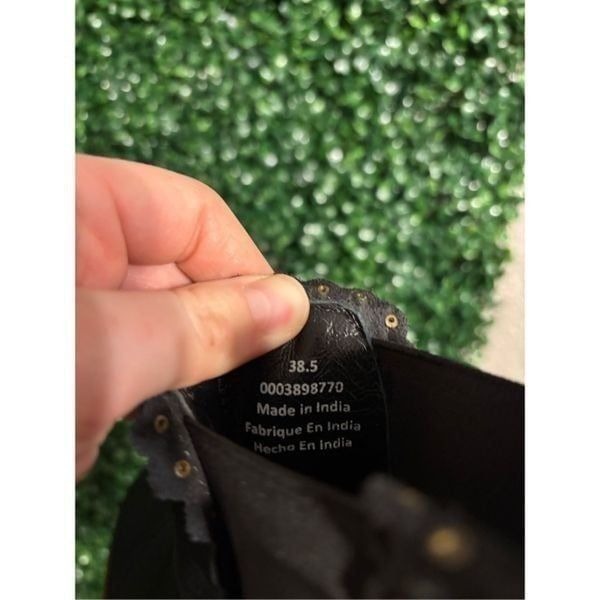 38.5
0003898770
Made in India
Fabrique En India
Hecho En India